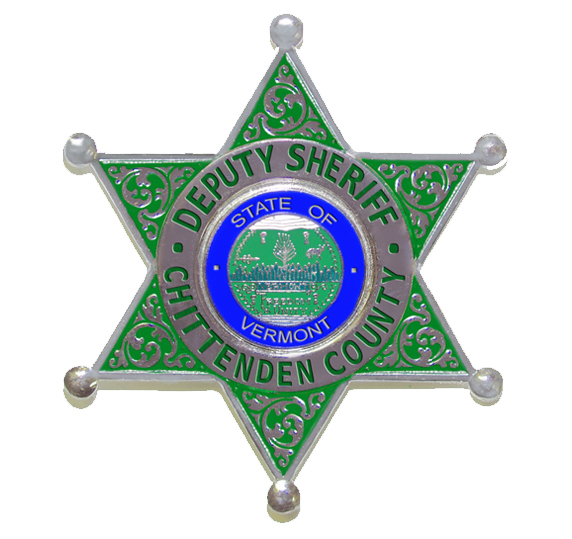 DEPUTY SHERIFF
STATE OF
VERMONT
CHITTENDEN COUNTY